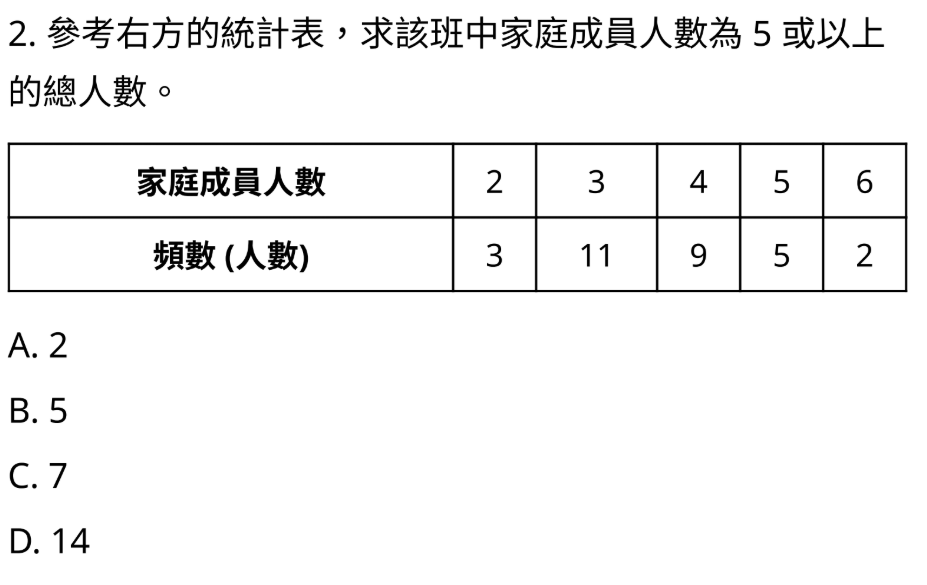 2. 參考右方的統計表，求該班中家庭成員人數為 5 或以上
的總人數。
家庭成員人數 2 3 4 5 6
頻數 (人數) 3 11 9 5 2
A. 2
B. 5
C. 7
D. 14